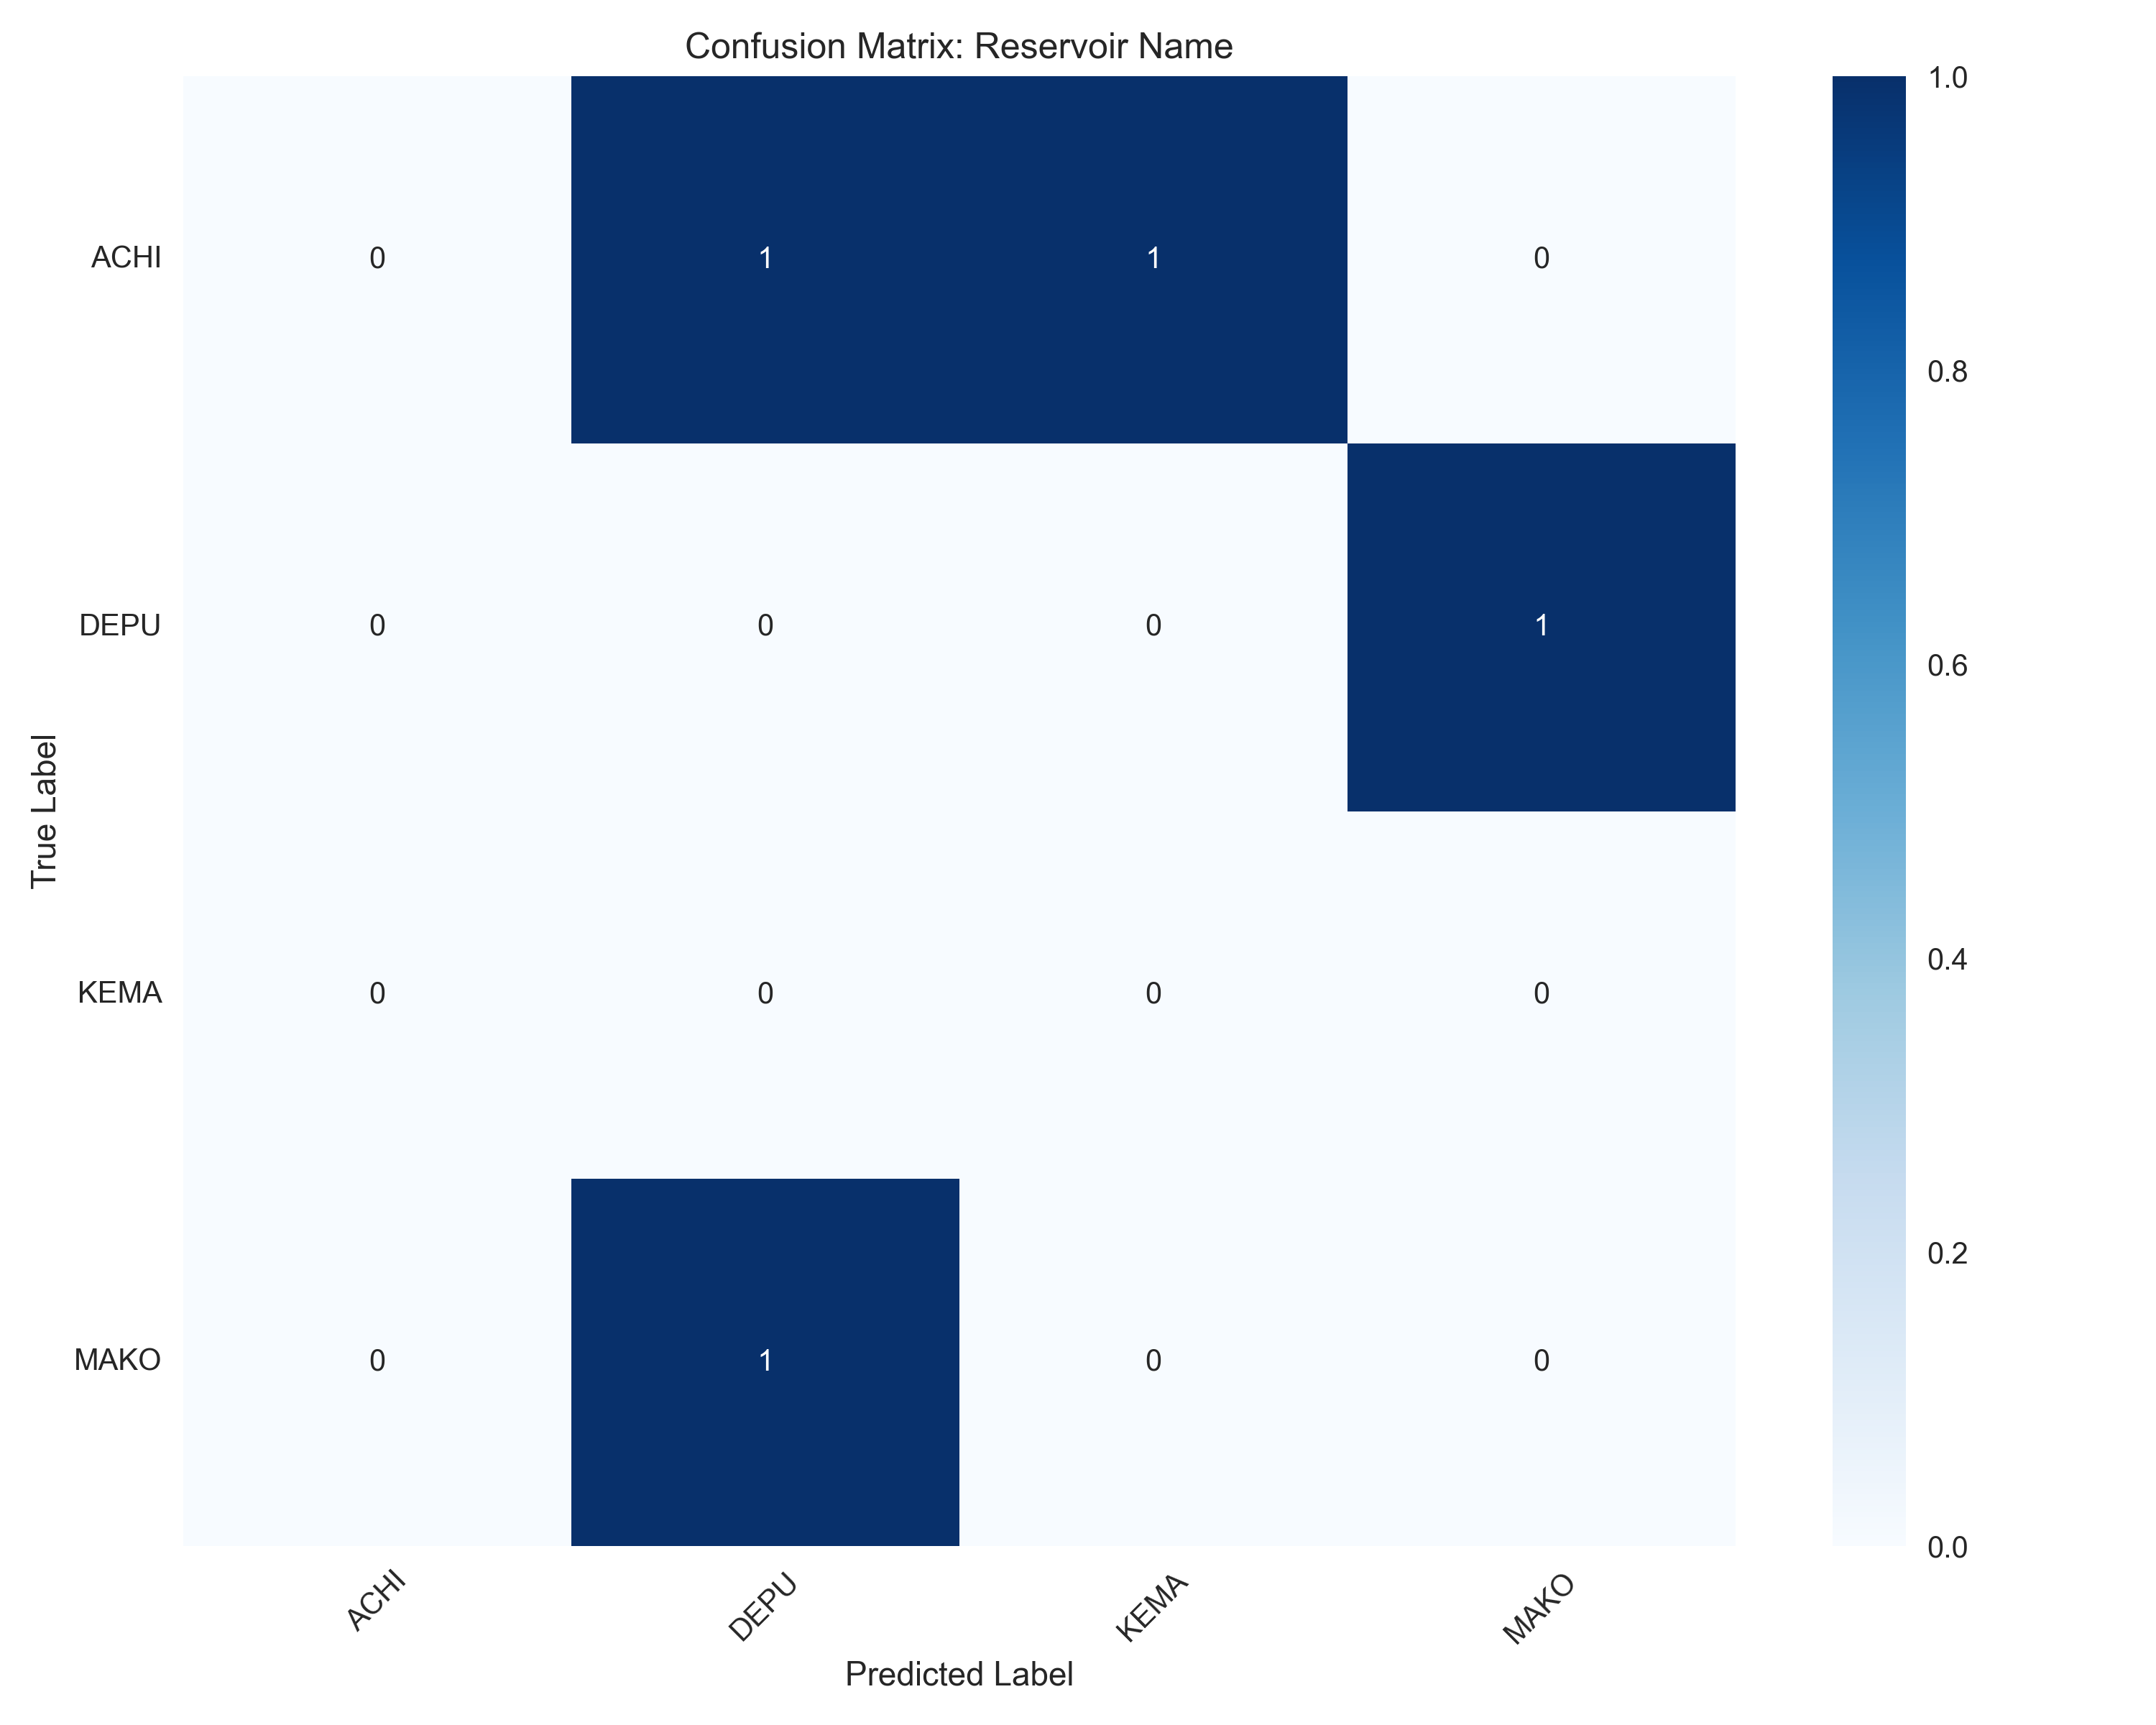 Confusion Matrix: Reservoir Name
1.0
ACHI 0 1 1 0
0.8
DEPU 0 0 0 1
0.6
True Label
KEMA 0 0 0 0
0.4
0.2
MAKO 0 1 0 0
0.0
ACHI DEPU KEMA MAKO
Predicted Label